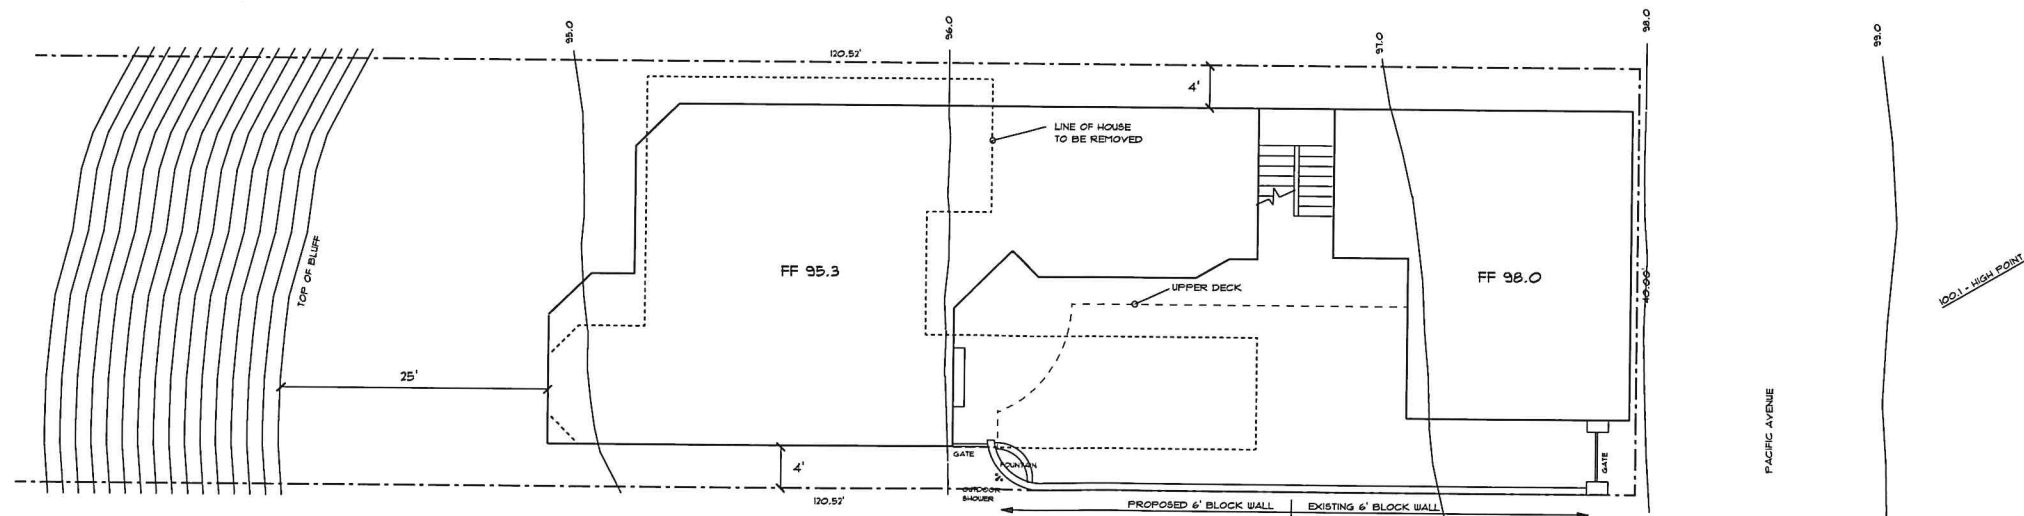 95.0
96.0
97.0
98.0
99.0
120.52'
4'
LINE OF HOUSE
TO BE REMOVED
TOP OF BLUFF
FF 95.3
UPPER DECK
FF 98.0
40.00'
100.1 - HIGH POINT
25'
PACIFIC AVENUE
4'
GATE
FOUNTAIN
GATE
OUTDOOR
SHOWER
120.52'
PROPOSED 6' BLOCK WALL
EXISTING 6' BLOCK WALL